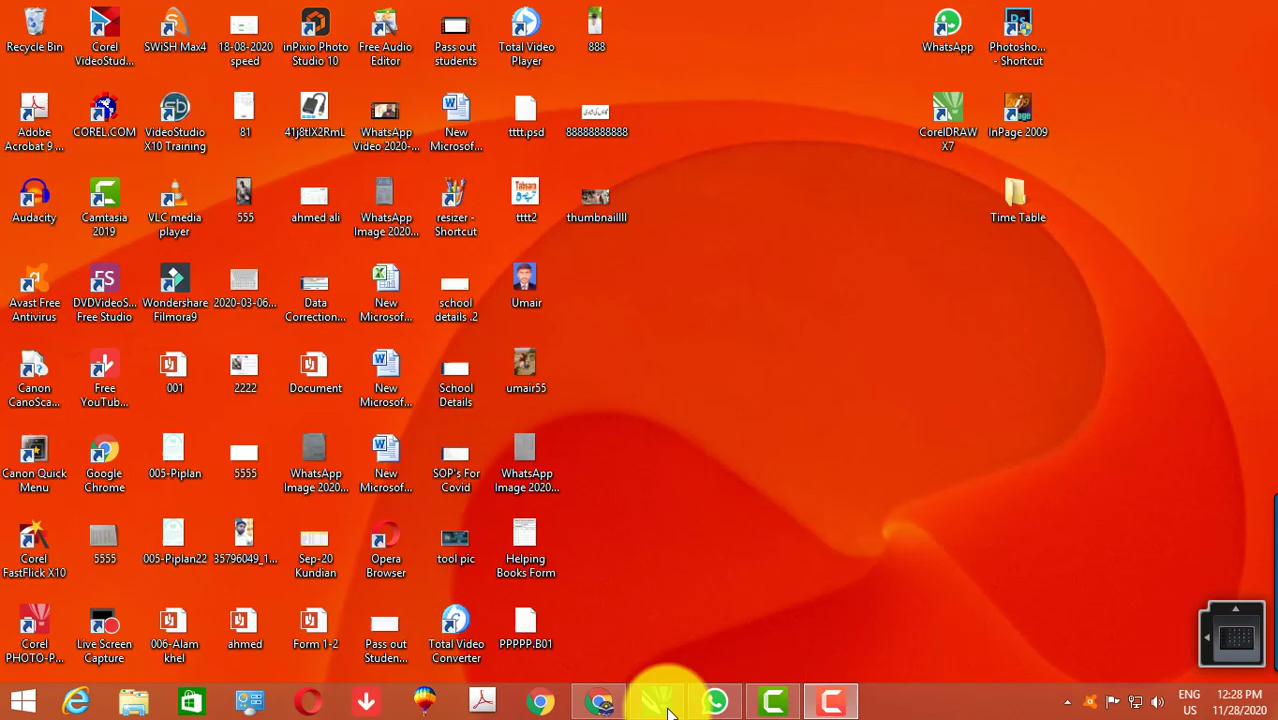 Recycle Bin
Corel
VideoStud...
SWiSH Max4
18-08-2020
speed
inPixio Photo
Studio 10
Free Audio
Editor
Pass out
students
Total Video
Player
888
WhatsApp
Photosho...
- Shortcut
Adobe
Acrobat 9 ...
COREL.COM
VideoStudio
X10 Training
81
41j8tlX2RmL
WhatsApp
Video 2020-...
New
Microsof...
tttt.psd
88888888888
CorelDRAW
X7
InPage 2009
Audacity
Camtasia
2019
VLC media
player
555
ahmed ali
WhatsApp
Image 2020...
resizer -
Shortcut
Tabsara
tttt2
thumbnaillll
Time Table
Avast Free
Antivirus
DVDVideoS...
Free Studio
Wondershare
Filmora9
2020-03-06...
Data
Correction...
New
Microsof...
school
details .2
Umair
Canon
CanoSca...
Free
YouTub...
001
2222
Document
New
Microsof...
School
Details
umair55
Canon Quick
Menu
Google
Chrome
005-Piplan
5555
WhatsApp
Image 2020...
New
Microsof...
SOP's For
Covid
WhatsApp
Image 2020...
Corel
FastFlick X10
5555
005-Piplan22
35796049_1...
Sep-20
Kundian
Opera
Browser
tool pic
Helping
Books Form
Corel
PHOTO-P...
Live Screen
Capture
006-Alam
khel
ahmed
Form 1-2
Pass out
Studen...
Total Video
Converter
PPPPP.B01
ENG
US
12:28 PM
11/28/2020